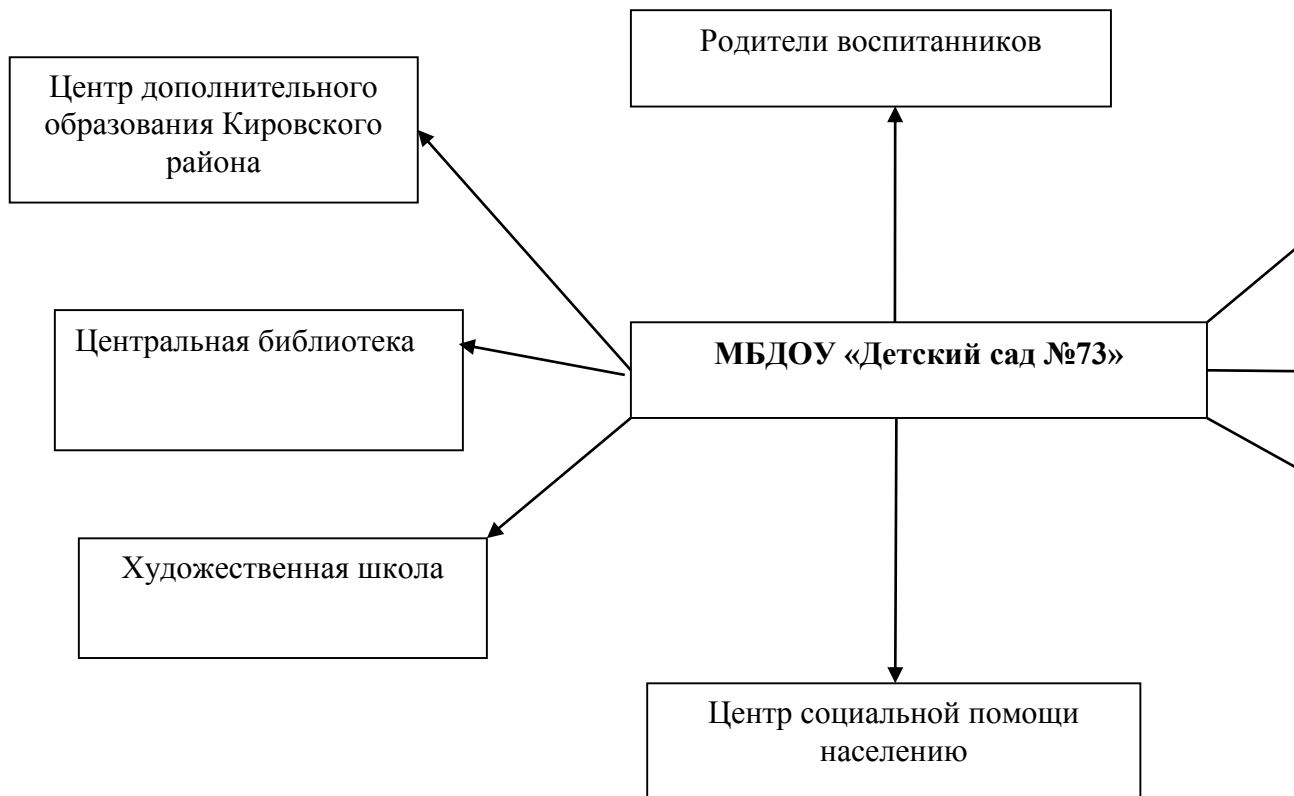 Родители воспитанников
Центр дополнительного
образования Кировского
района
Центральная библиотека
МБДОУ «Детский сад №73»
Художественная школа
Центр социальной помощи
населению